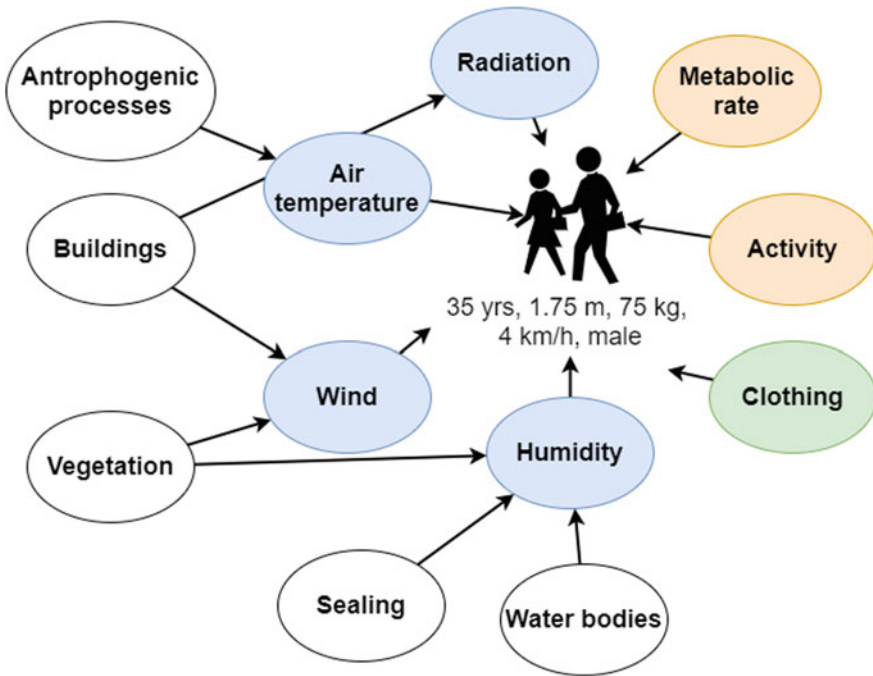 Antrophogenic
processes
Radiation
Metabolic
rate
Air
temperature
Buildings
Activity
35 yrs, 1.75 m, 75 kg,
4 km/h, male
Wind
Clothing
Vegetation
Humidity
Sealing
Water bodies